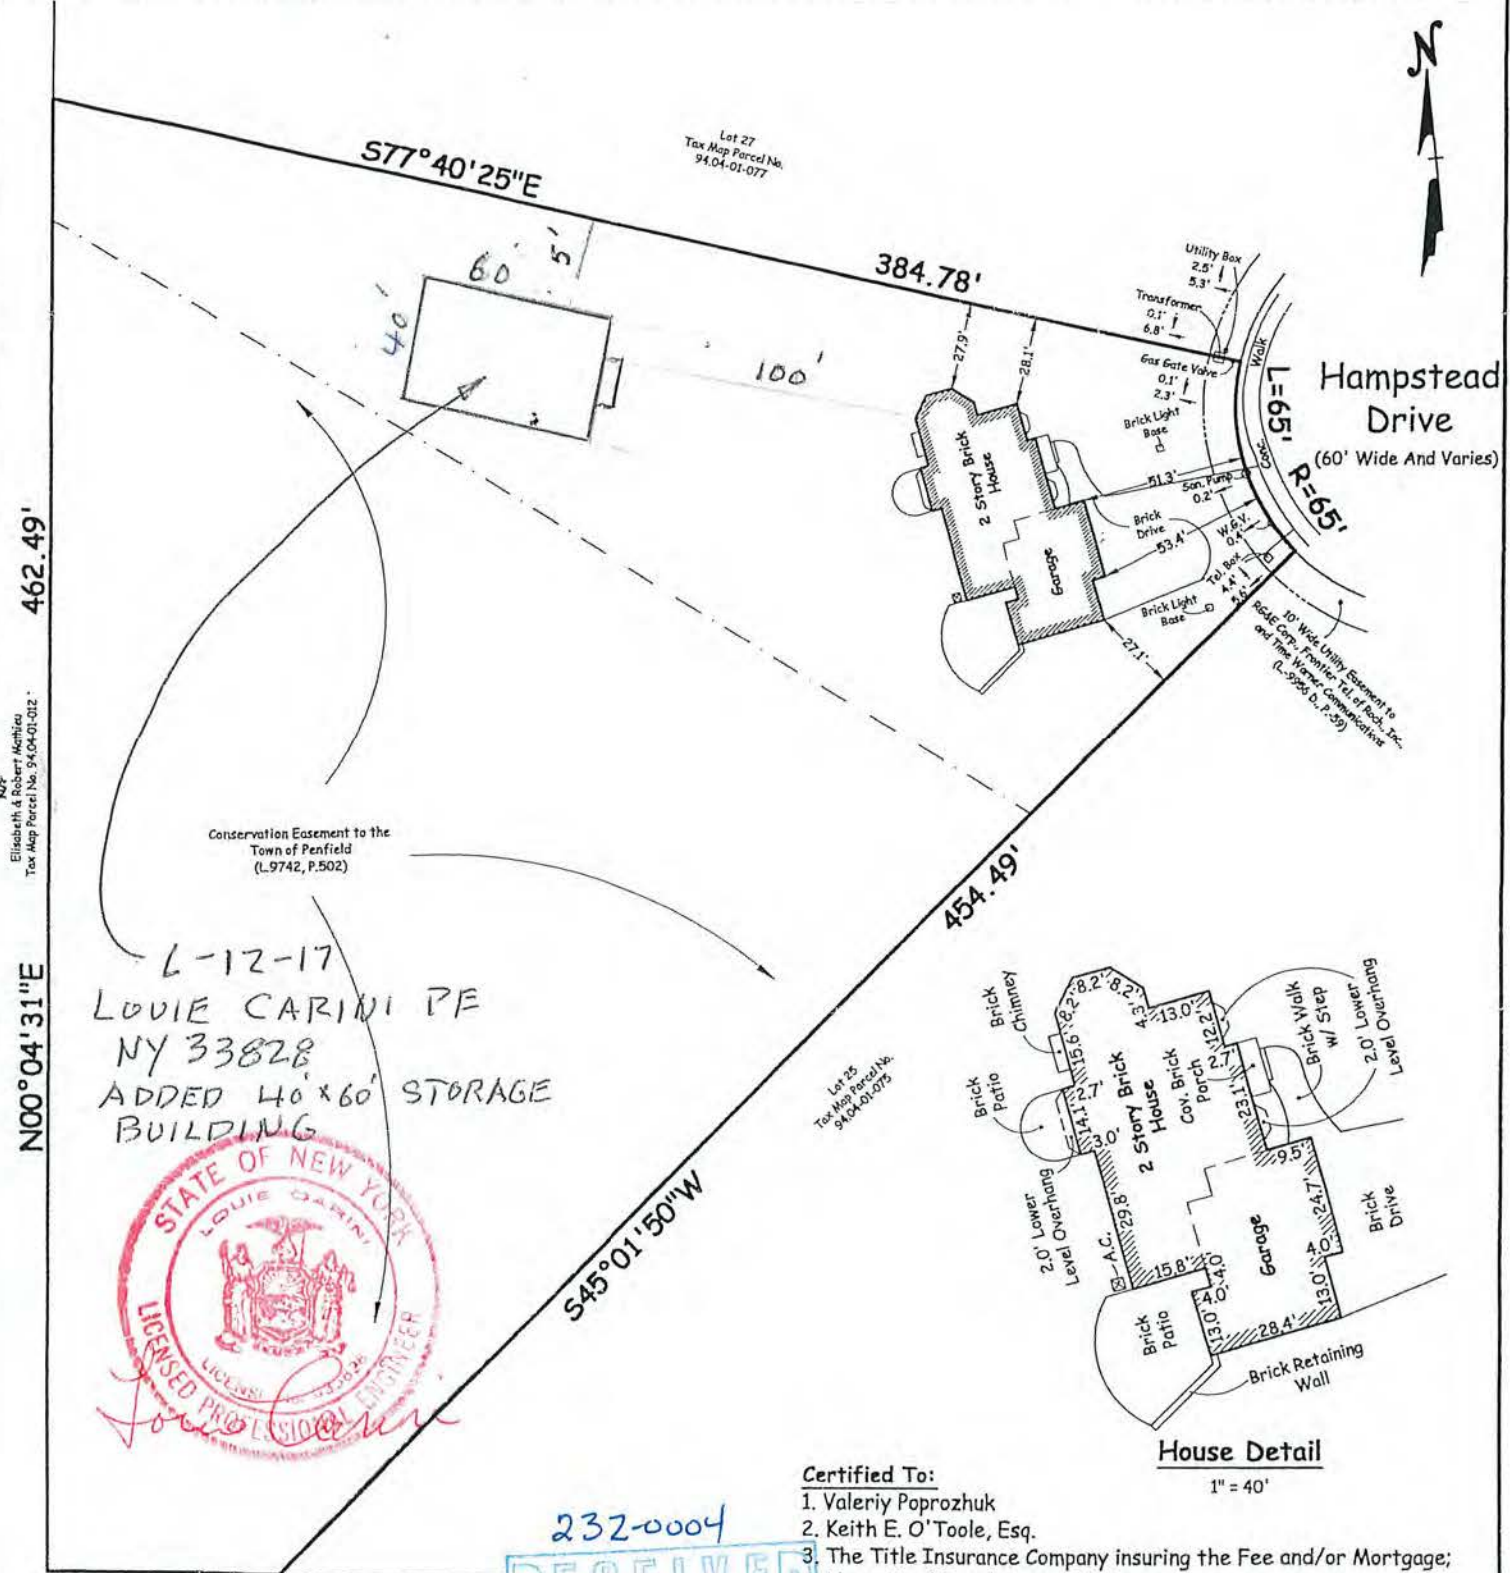 N
Lot 27
Tax Map Parcel No.
94.04-01-077
S77°40'25"E
384.78'
60'
5'
40'
100'
27.9'
28.1'
Utility Box
2.5'
5.3'
Transformer
0.1'
6.8'
Gas Gate Valve
0.1'
2.3'
Brick Light
Base
Walk
Conc.
L=65'
R=65'
Hampstead
Drive
(60' Wide And Varies)
2 Story Brick
House
Garage
51.3'
San. Pump
0.2'
Brick
Drive
53.4'
W.G.V.
0.4'
Tel. Box
4.4'
5.6'
Brick Light
Base
27.1'
10' Wide Utility Easement to
RG&E Corp., Frontier Tel. of Roch., Inc.
and Time Warner Communications
(L.-9956 D., P.-59)
462.49'
N00°04'31"E
N/F
Elisabeth & Robert Mathieu
Tax Map Parcel No. 94.04-01-012
Conservation Easement to the
Town of Penfield
(L.9742, P.502)
454.49'
S45°01'50"W
Lot 25
Tax Map Parcel No.
94.04-01-075
6-12-17
LOUIE CARINI PE
NY 33828
ADDED 40' x 60' STORAGE
BUILDING
STATE OF NEW YORK
LOUIE CARINI
LICENSED PROFESSIONAL ENGINEER
Louie Carini
Brick
Chimney
Brick
Patio
2.0' Lower
Level Overhang
A.C.
8.2'
8.2'
8.2'
4.3'
13.0'
12.2'
15.6'
2.7'
14.1'
3.0'
29.8'
2 Story Brick
House
Cov. Brick
Porch
2.7'
23.1'
9.5'
24.7'
4.0'
13.0'
28.4'
15.8'
4.0'
4.0'
13.0'
Garage
Brick Walk
w/ Step
2.0' Lower
Level Overhang
Brick
Drive
Brick
Patio
Brick Retaining
Wall
House Detail
1" = 40'
Certified To:
1. Valeriy Poprozhuk
2. Keith E. O'Toole, Esq.
3. The Title Insurance Company insuring the Fee and/or Mortgage;
232-0004
RECEIVED